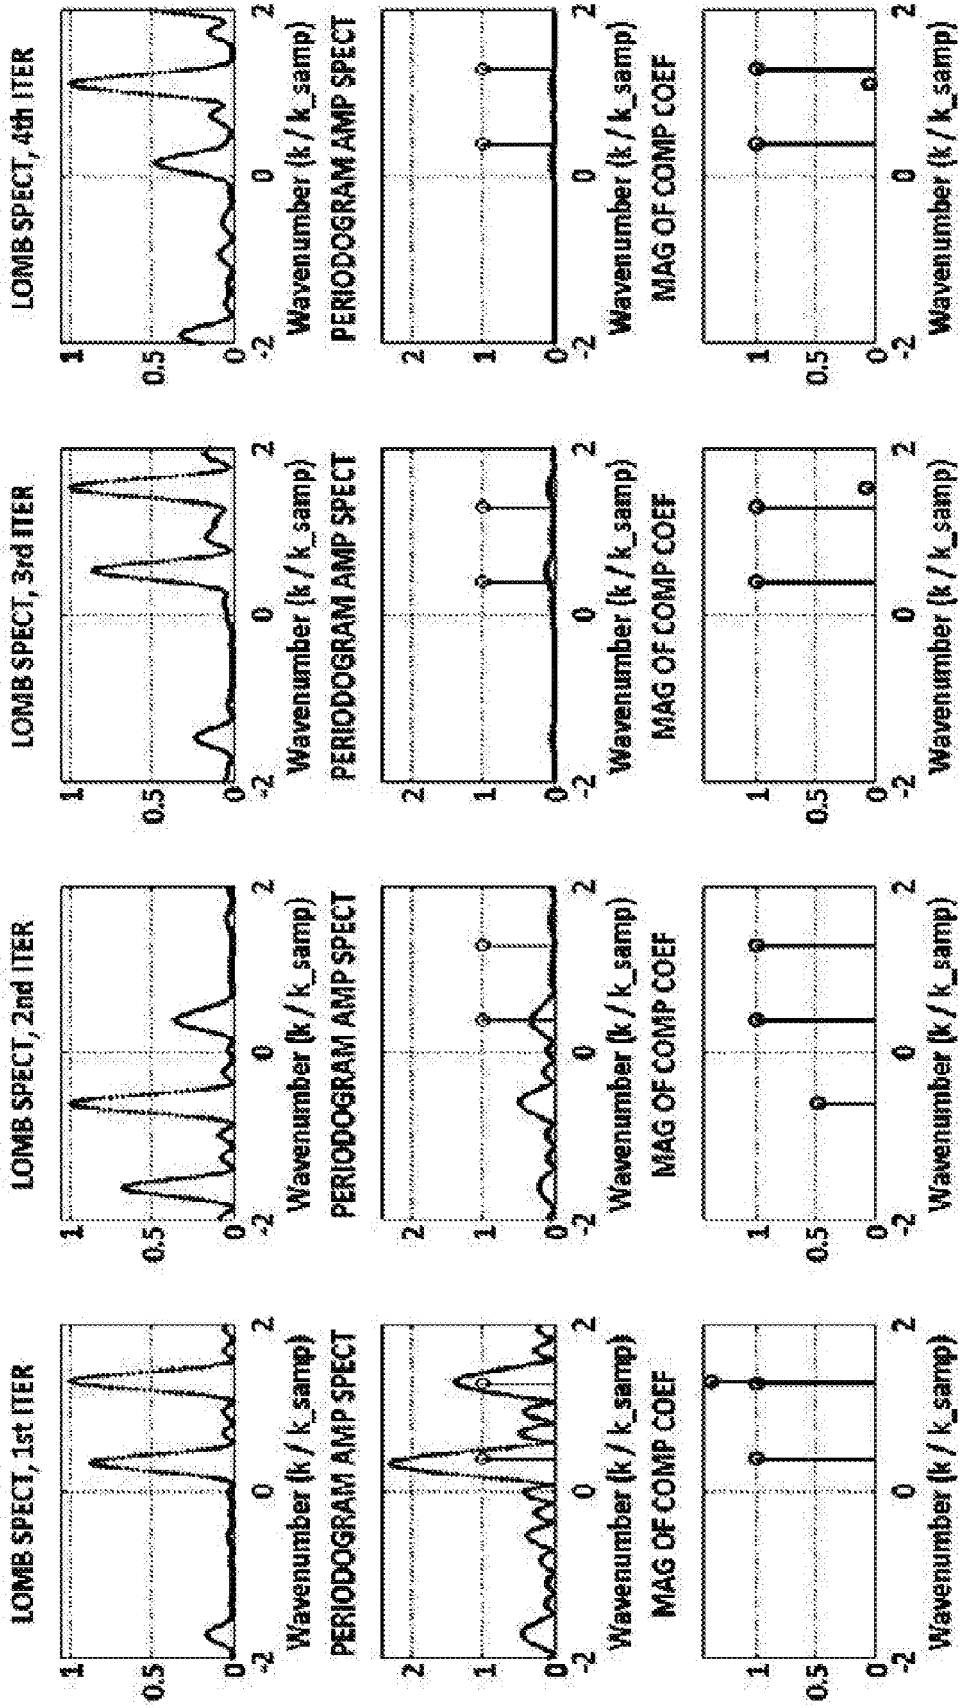 LOMB SPECT, 1st ITER
1
0.5
0
-2 0 2
Wavenumber (k / k_samp)
LOMB SPECT, 2nd ITER
1
0.5
0
-2 0 2
Wavenumber (k / k_samp)
LOMB SPECT, 3rd ITER
1
0.5
0
-2 0 2
Wavenumber (k / k_samp)
LOMB SPECT, 4th ITER
1
0.5
0
-2 0 2
Wavenumber (k / k_samp)
PERIODOGRAM AMP SPECT
2
1
0
-2 0 2
Wavenumber (k / k_samp)
PERIODOGRAM AMP SPECT
2
1
0
-2 0 2
Wavenumber (k / k_samp)
PERIODOGRAM AMP SPECT
2
1
0
-2 0 2
Wavenumber (k / k_samp)
PERIODOGRAM AMP SPECT
2
1
0
-2 0 2
Wavenumber (k / k_samp)
MAG OF COMP COEF
1
0.5
0
-2 0 2
Wavenumber (k / k_samp)
MAG OF COMP COEF
1
0.5
0
-2 0 2
Wavenumber (k / k_samp)
MAG OF COMP COEF
1
0.5
0
-2 0 2
Wavenumber (k / k_samp)
MAG OF COMP COEF
1
0.5
0
-2 0 2
Wavenumber (k / k_samp)